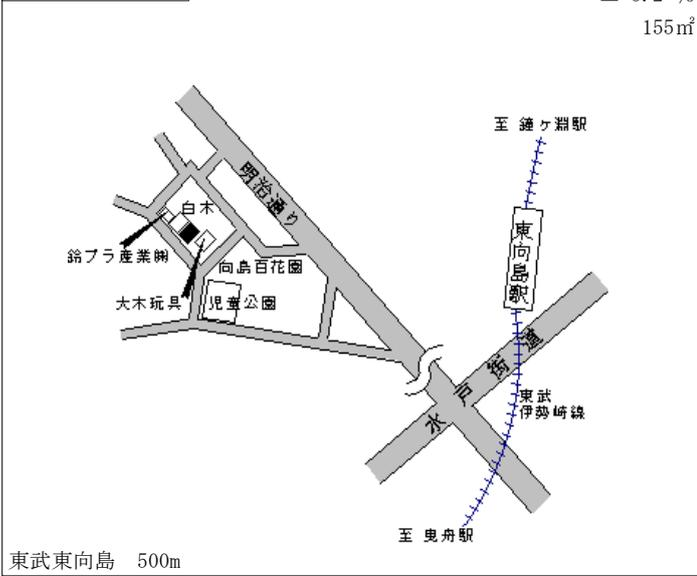 155㎡
至 鐘ヶ淵駅
明治通り
白木
東向島駅
鈴プラ産業㈱
向島百花園
大木玩具
児童公園
水戸街道
東武
伊勢崎線
至 曳舟駅
東武東向島　500m